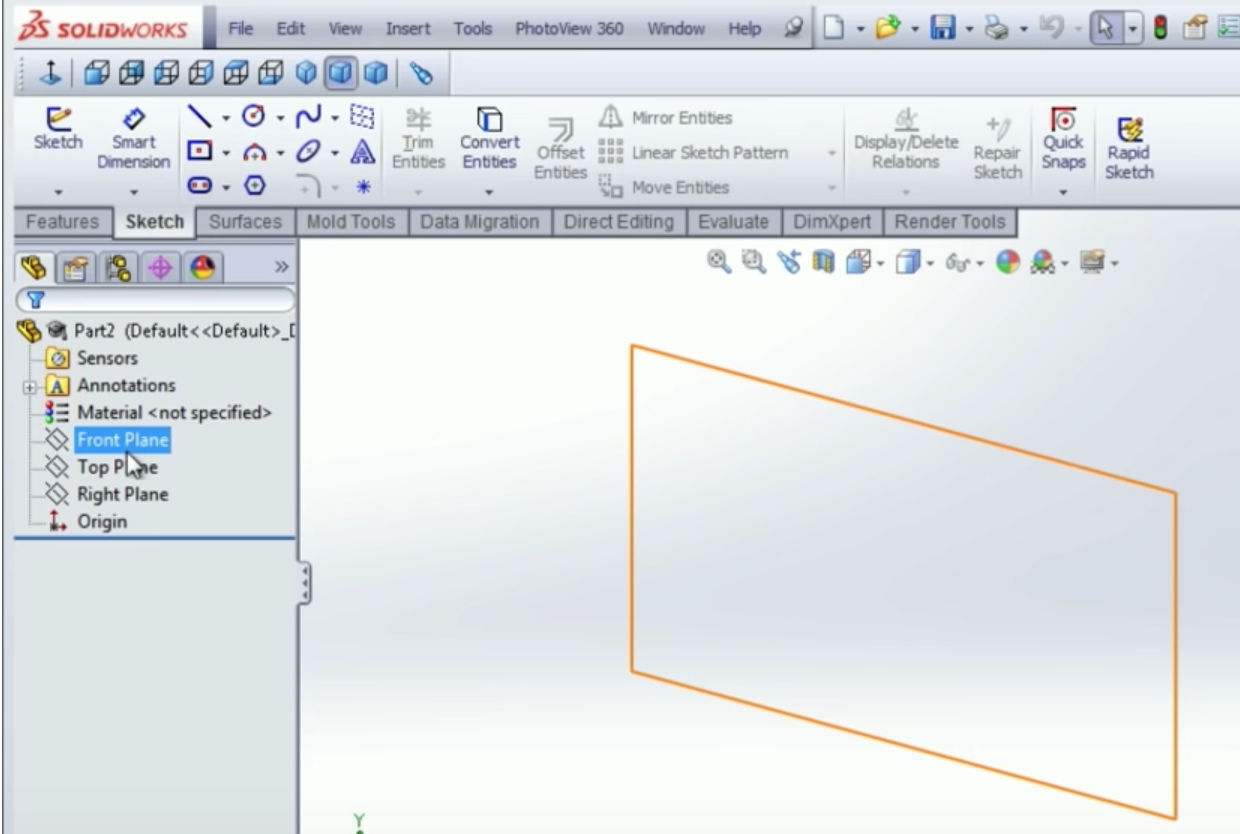 SOLIDWORKS File Edit View Insert Tools PhotoView 360 Window Help
Sketch Smart Dimension Trim Entities Convert Entities Offset Entities Mirror Entities Display/Delete Relations Repair Sketch Quick Snaps Rapid Sketch
Linear Sketch Pattern
Move Entities
Features Sketch Surfaces Mold Tools Data Migration Direct Editing Evaluate DimXpert Render Tools
Part2 (Default<<Default>_D
Sensors
A Annotations
Material <not specified>
Front Plane
Top Plane
Right Plane
Origin
Y